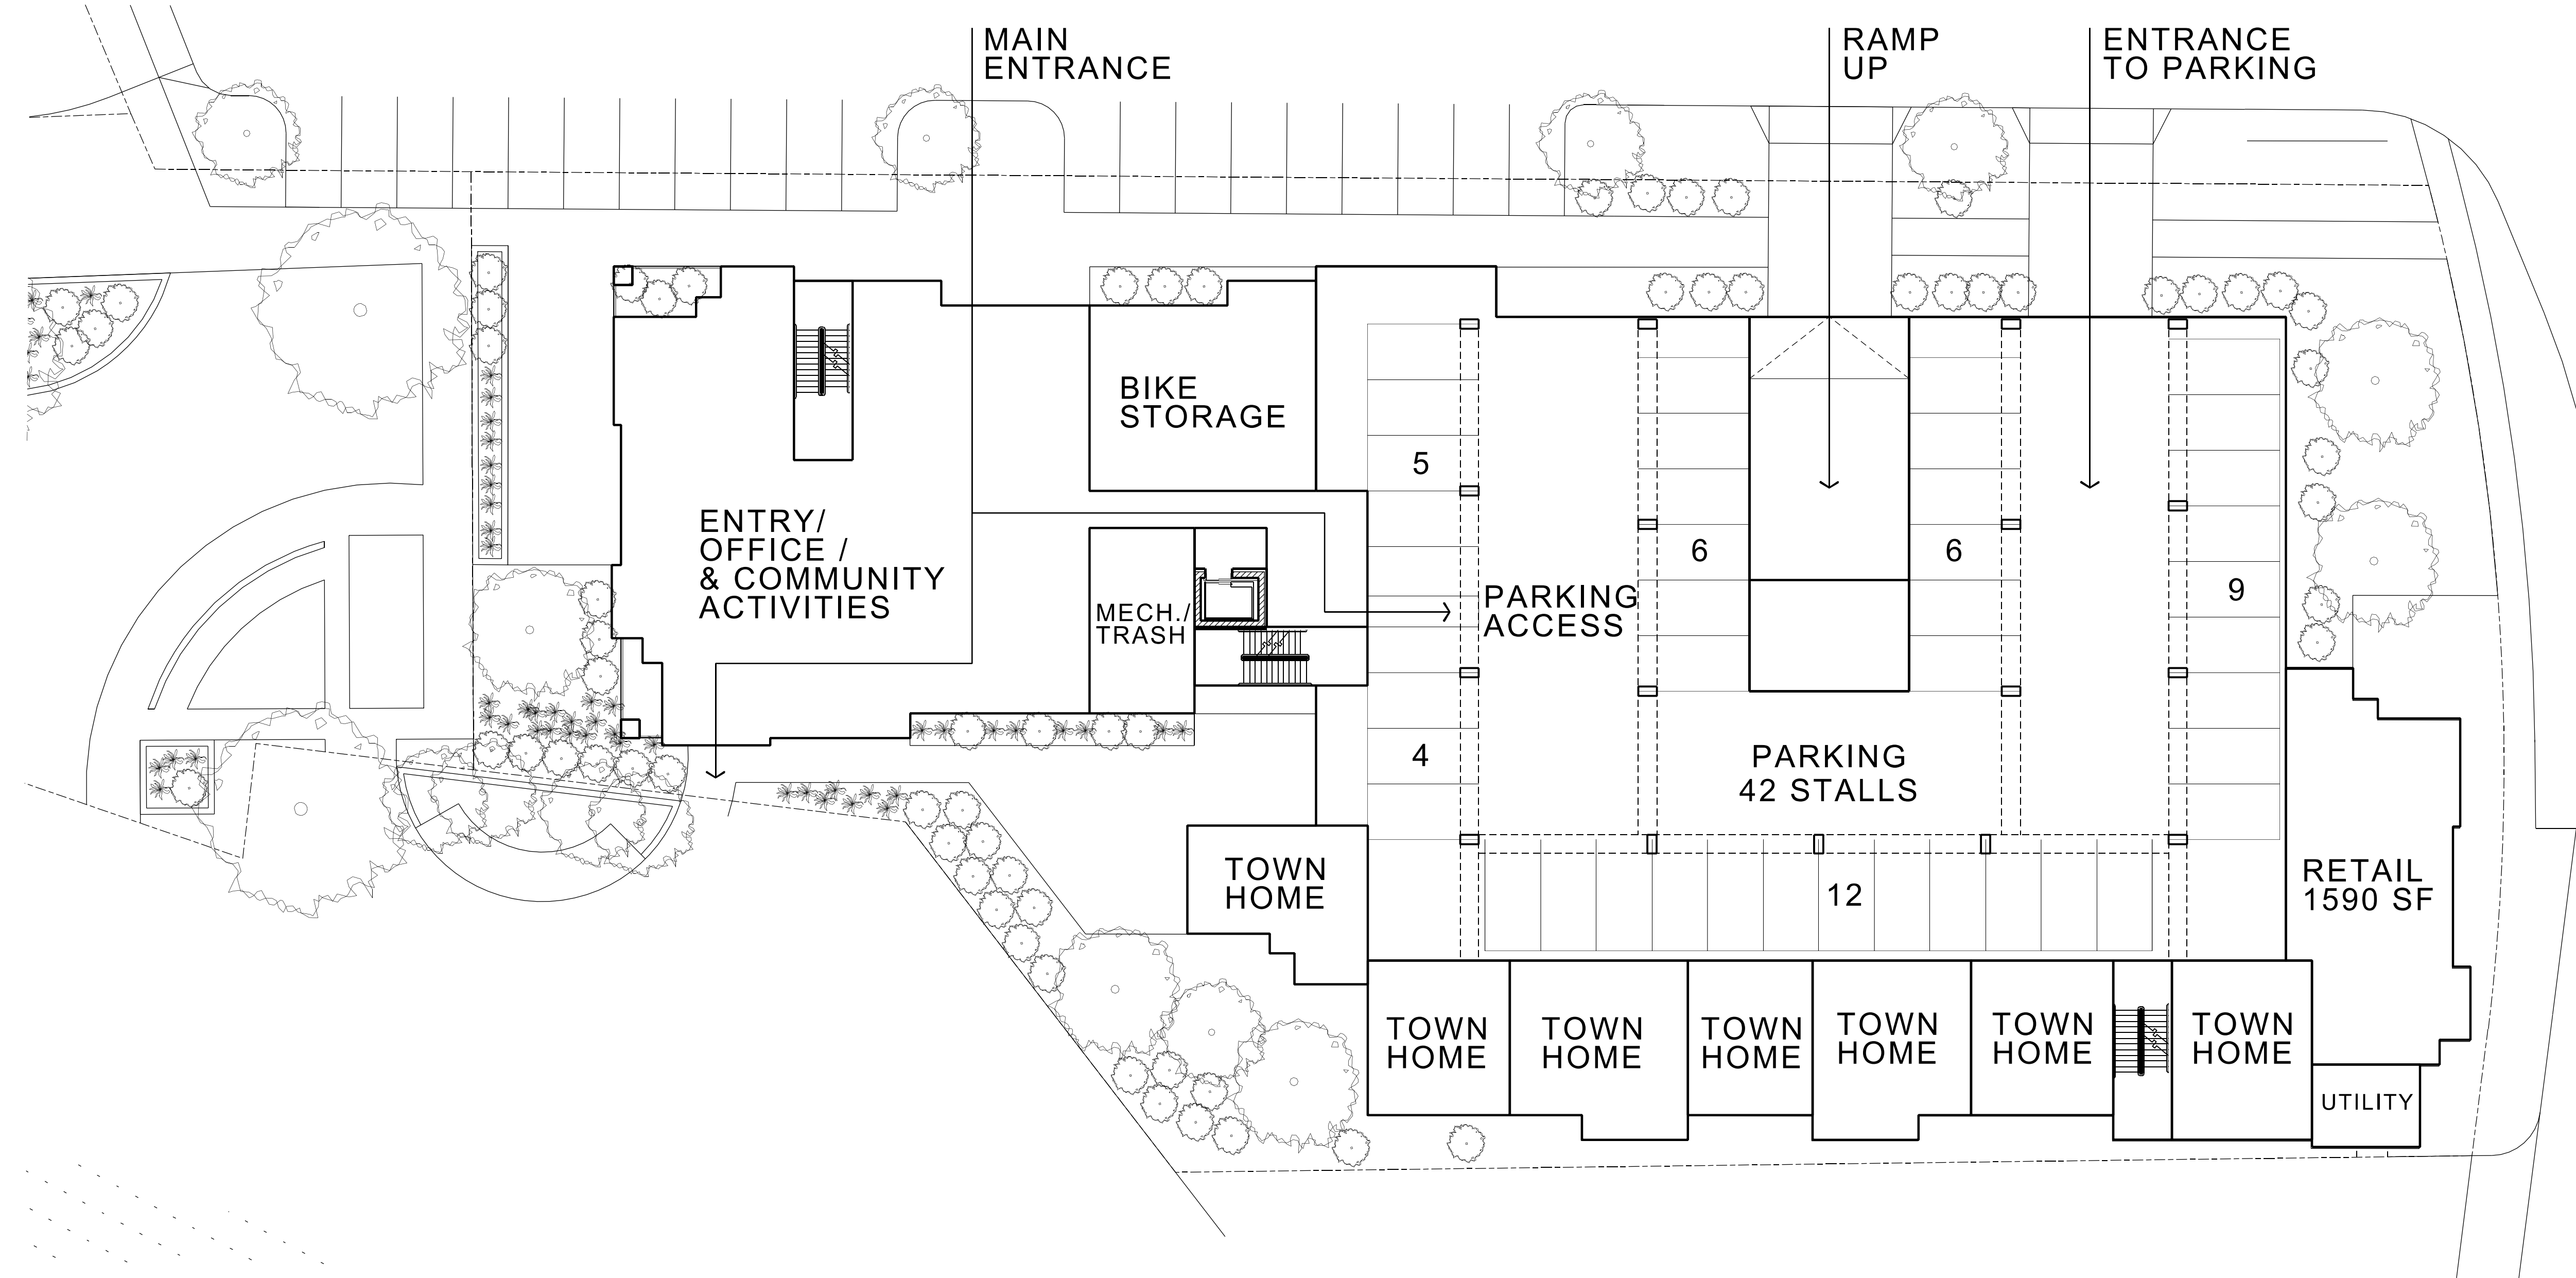 MAIN
ENTRANCE
RAMP
UP
ENTRANCE
TO PARKING
BIKE
STORAGE
5
ENTRY/
OFFICE /
& COMMUNITY
ACTIVITIES
MECH./
TRASH
PARKING
ACCESS
6
6
9
4
PARKING
42 STALLS
12
TOWN
HOME
RETAIL
1590 SF
TOWN
HOME
TOWN
HOME
TOWN
HOME
TOWN
HOME
TOWN
HOME
TOWN
HOME
UTILITY